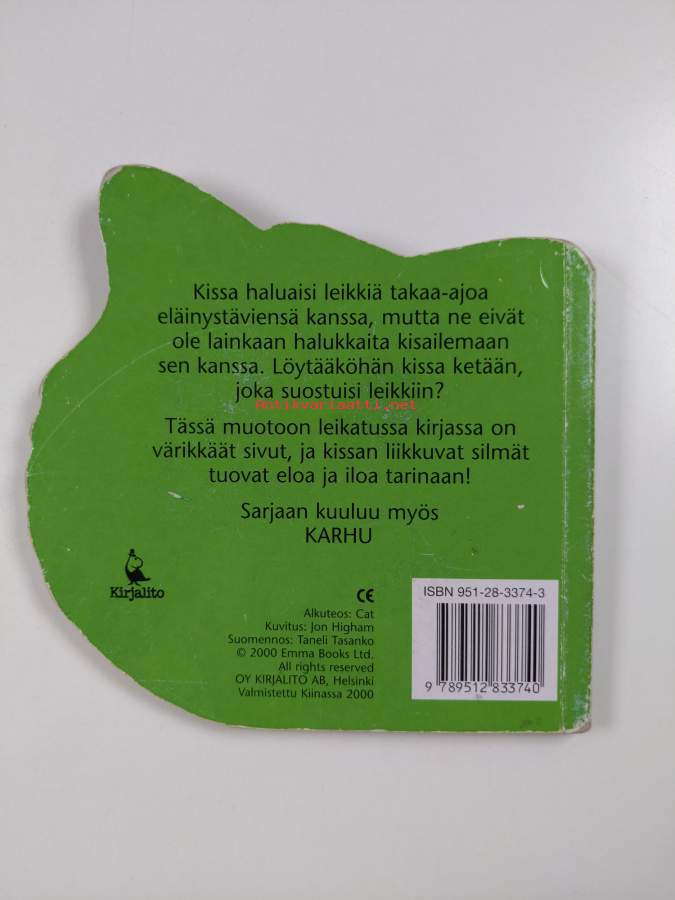 Kissa haluaisi leikkiä takaa-ajoa
eläinystäviensä kanssa, mutta ne eivät
ole lainkaan halukkaita kisailemaan
sen kanssa. Löytääköhän kissa ketään,
joka suostuisi leikkiin?
Antikvariaatti.net
Tässä muotoon leikatussa kirjassa on
värikkäät sivut, ja kissan liikkuvat silmät
tuovat eloa ja iloa tarinaan!
Sarjaan kuuluu myös
KARHU
Kirjalito
CE
Alkuteos: Cat
Kuvitus: Jon Higham
Suomennos: Taneli Tasanko
© 2000 Emma Books Ltd.
All rights reserved
OY KIRJALITO AB, Helsinki
Valmistettu Kiinassa 2000
ISBN 951-28-3374-3
9 789512 833740